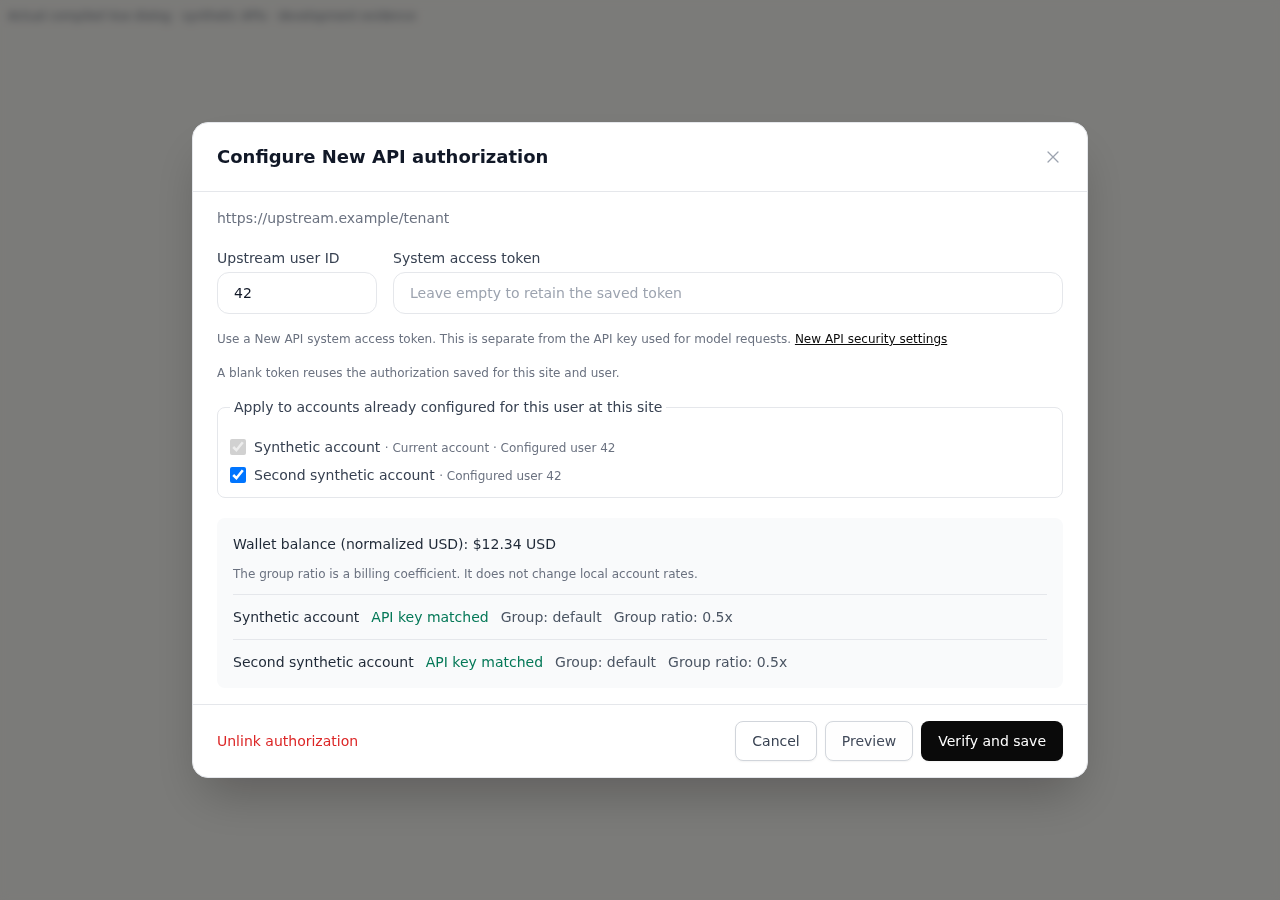 Configure New API authorization
https://upstream.example/tenant
Upstream user ID System access token
42 Leave empty to retain the saved token
Use a New API system access token. This is separate from the API key used for model requests. New API security settings
A blank token reuses the authorization saved for this site and user.
Apply to accounts already configured for this user at this site
Synthetic account · Current account · Configured user 42
Second synthetic account · Configured user 42
Wallet balance (normalized USD): $12.34 USD
The group ratio is a billing coefficient. It does not change local account rates.
Synthetic account API key matched Group: default Group ratio: 0.5x
Second synthetic account API key matched Group: default Group ratio: 0.5x
Unlink authorization Cancel Preview Verify and save